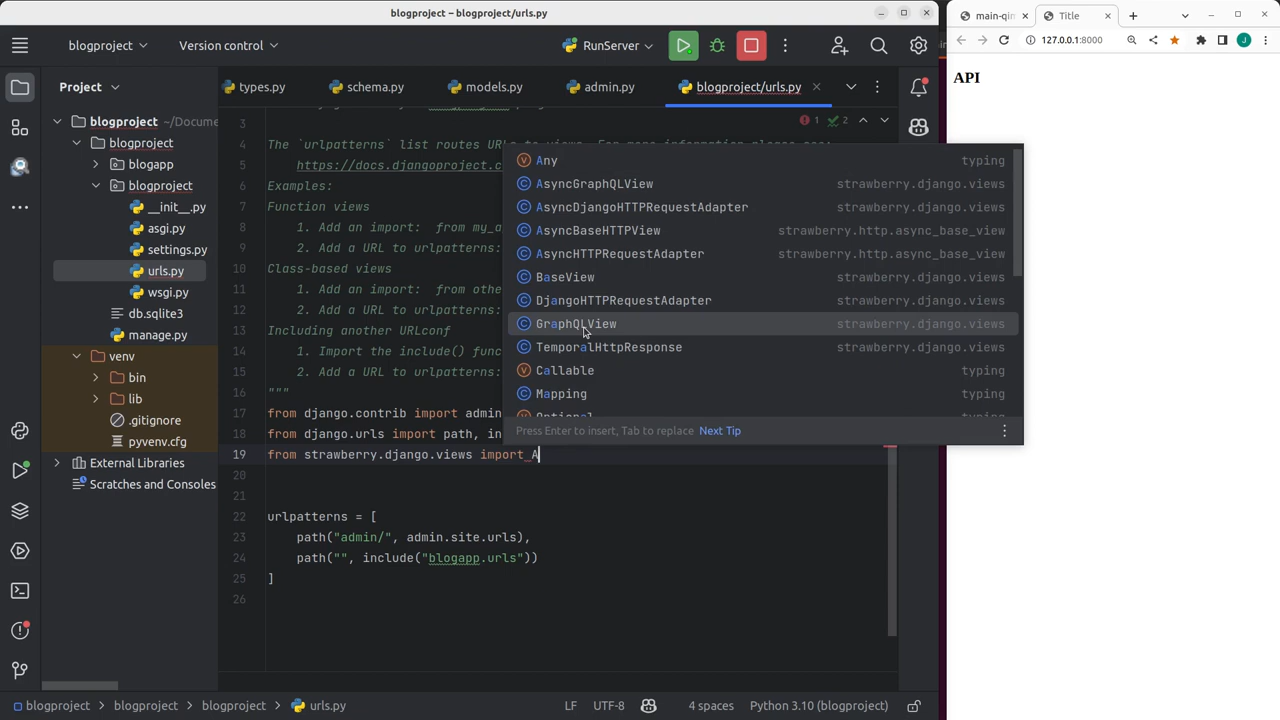 blogproject – blogproject/urls.py
blogproject
Version control
RunServer
Project
types.py
schema.py
models.py
admin.py
blogproject/urls.py
blogproject ~/Docume
blogproject
blogapp
blogproject
__init__.py
asgi.py
settings.py
urls.py
wsgi.py
db.sqlite3
manage.py
venv
bin
lib
.gitignore
pyvenv.cfg
External Libraries
Scratches and Consoles
1
2
3
4 The `urlpatterns` list routes URLs to views. For more information please see:
5 https://docs.djangoproject.c
6 Examples:
7 Function views
8 1. Add an import: from my_a
9 2. Add a URL to urlpatterns:
10 Class-based views
11 1. Add an import: from othe
12 2. Add a URL to urlpatterns:
13 Including another URLconf
14 1. Import the include() func
15 2. Add a URL to urlpatterns:
16 """
17 from django.contrib import admin
18 from django.urls import path, in
19 from strawberry.django.views import A
20
21
22 urlpatterns = [
23 path("admin/", admin.site.urls),
24 path("", include("blogapp.urls"))
25 ]
26
Any typing
AsyncGraphQLView strawberry.django.views
AsyncDjangoHTTPRequestAdapter strawberry.django.views
AsyncBaseHTTPView strawberry.http.async_base_view
AsyncHTTPRequestAdapter strawberry.http.async_base_view
BaseView strawberry.django.views
DjangoHTTPRequestAdapter strawberry.django.views
GraphQLView strawberry.django.views
TemporalHttpResponse strawberry.django.views
Callable typing
Mapping typing
Press Enter to insert, Tab to replace Next Tip
blogproject
blogproject
blogproject
urls.py
LF
UTF-8
4 spaces
Python 3.10 (blogproject)
main-qim
Title
127.0.0.1:8000
J
API